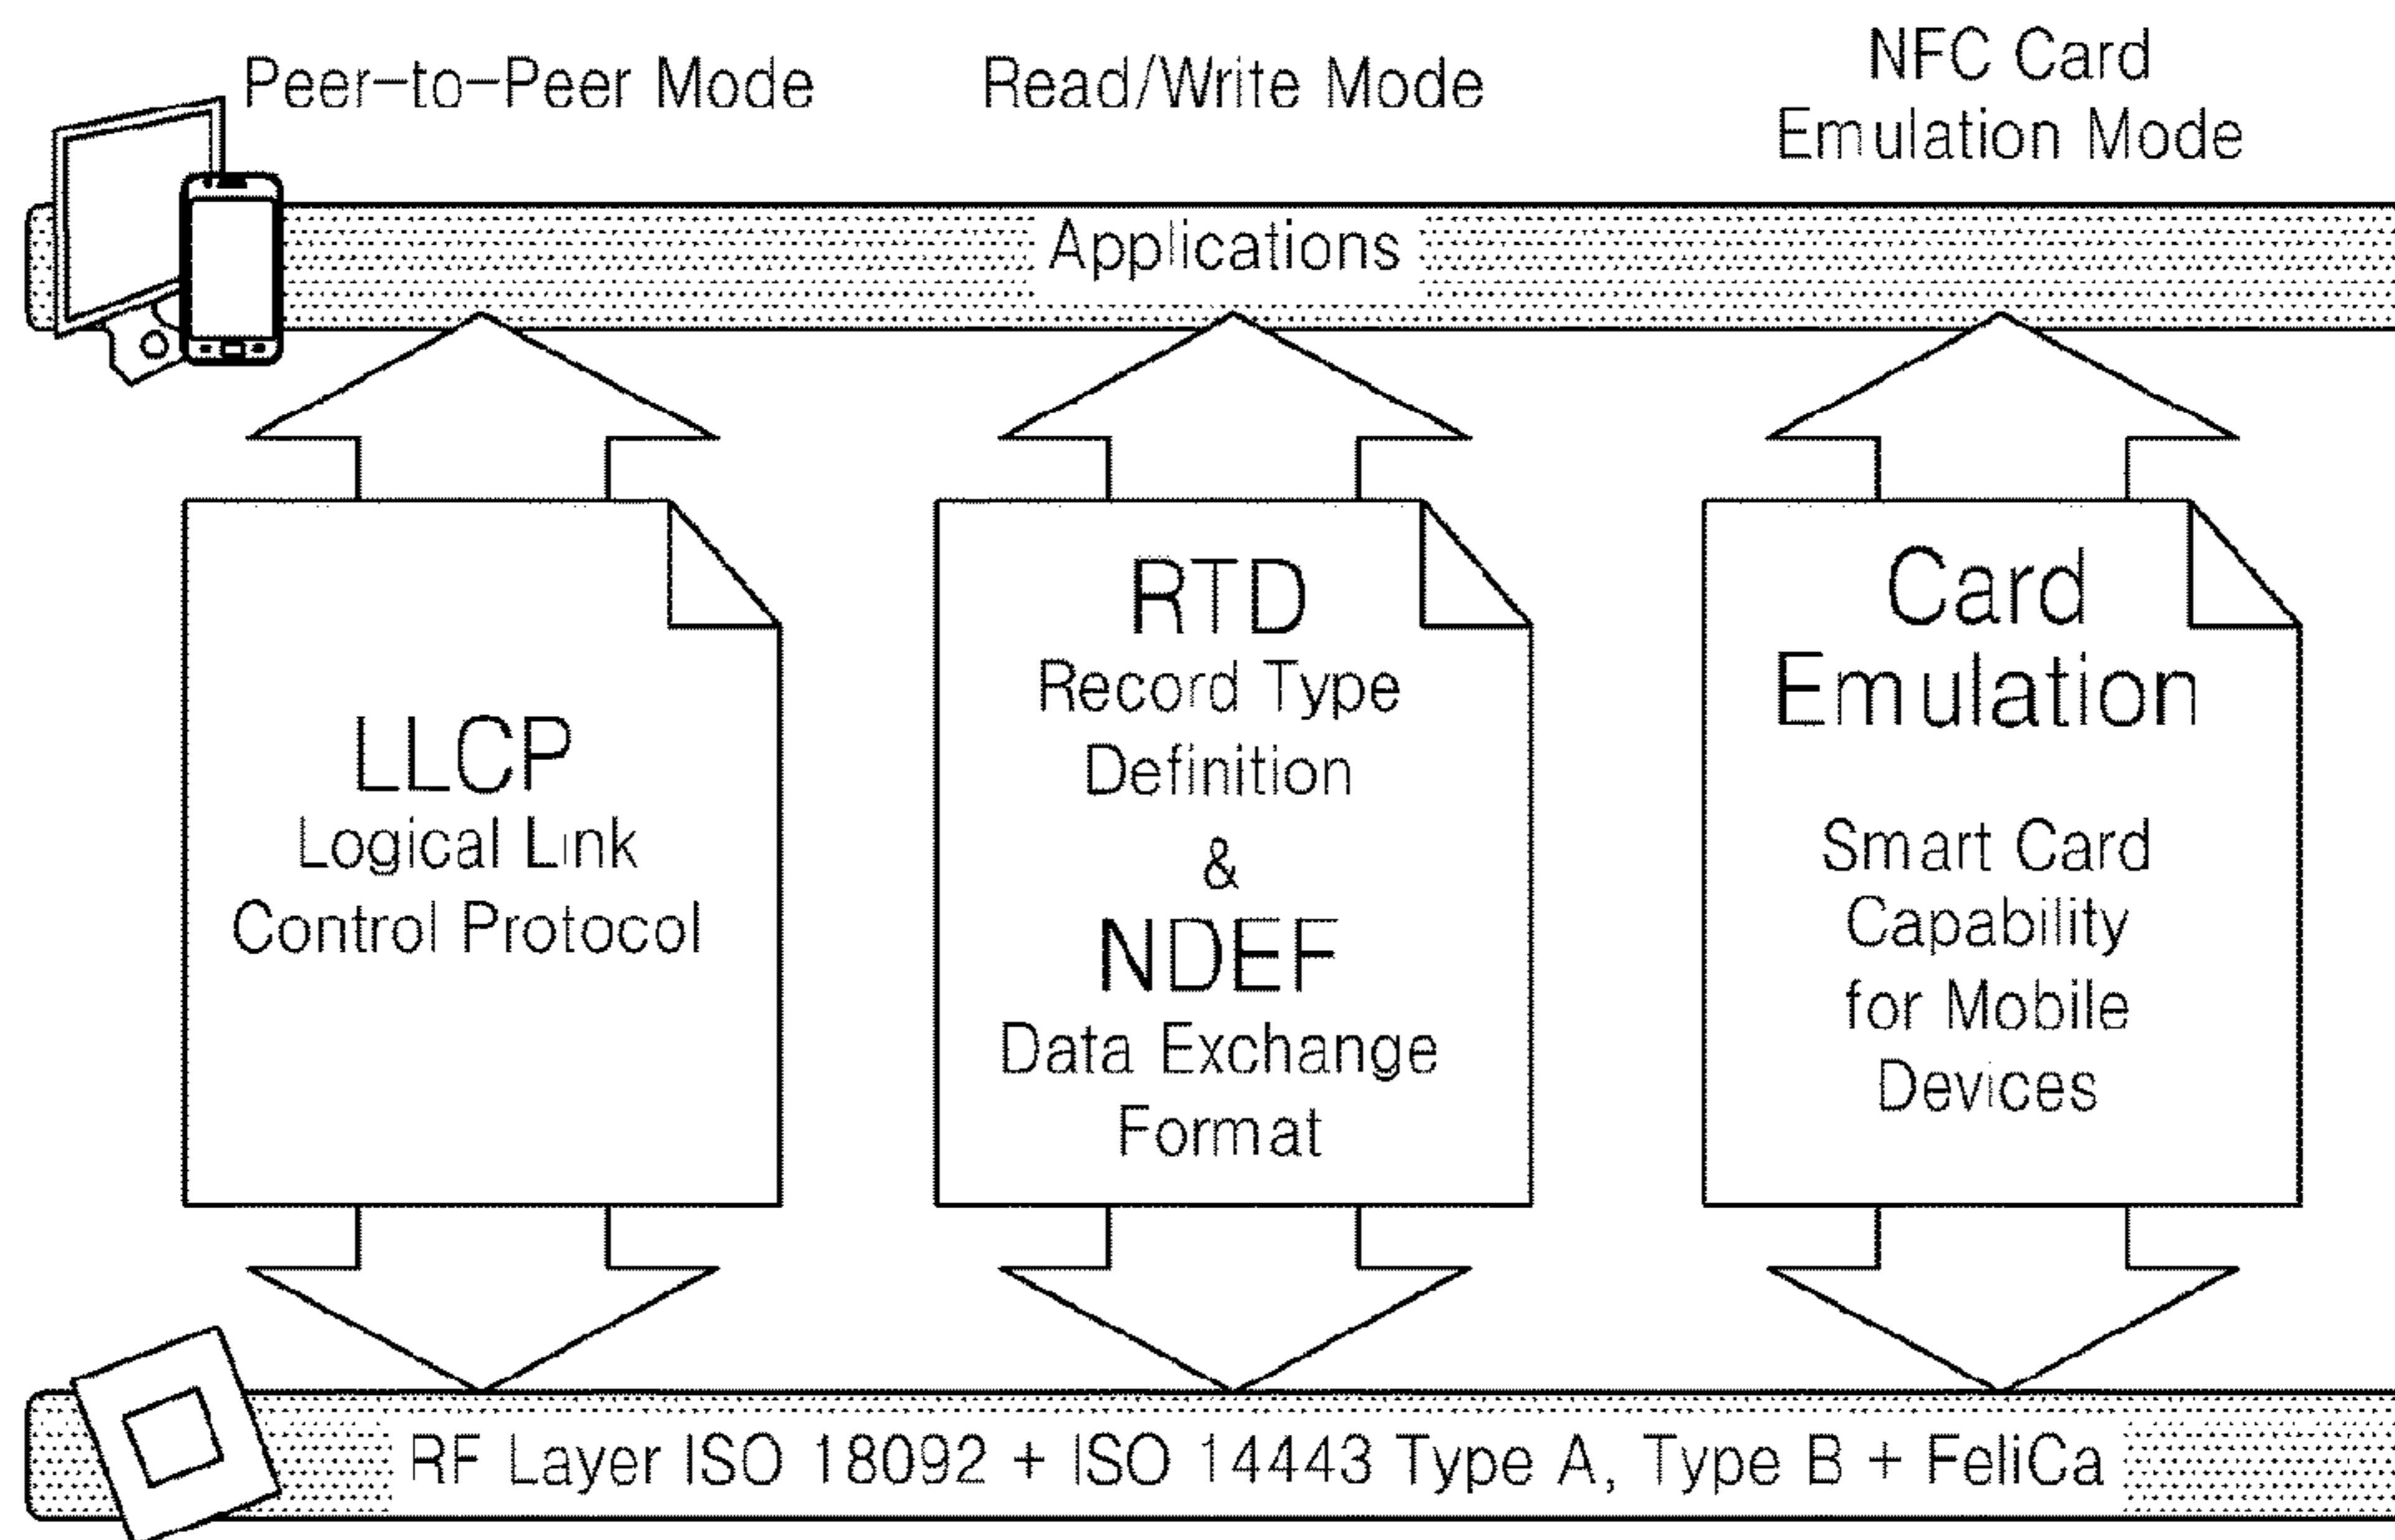 Peer-to-Peer Mode
Read/Write Mode
NFC Card
Emulation Mode
Applications
LLCP
Logical Link
Control Protocol
RTD
Record Type
Definition
&
NDEF
Data Exchange
Format
Card
Emulation
Smart Card
Capability
for Mobile
Devices
RF Layer ISO 18092 + ISO 14443 Type A, Type B + FeliCa